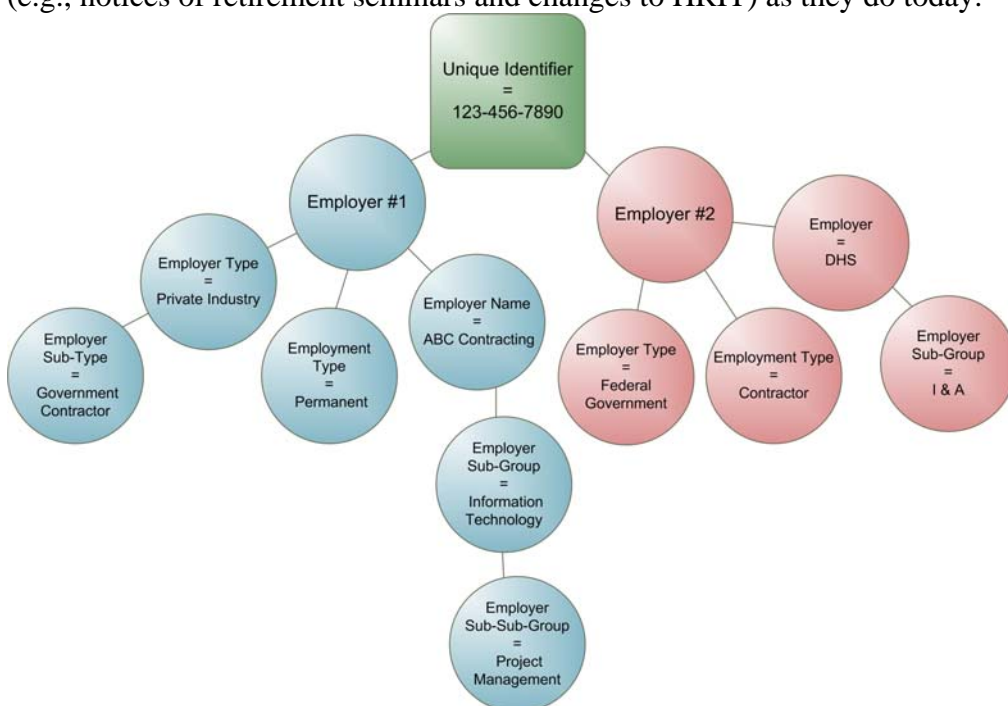 (e.g., notices of retirement seminars and changes to HRIT) as they do today.
Unique Identifier
=
123-456-7890
Employer #1
Employer #2
Employer
=
DHS
Employer Type
=
Private Industry
Employer Name
=
ABC Contracting
Employer
Sub-Type
=
Government
Contractor
Employment
Type
=
Permanent
Employer Type
=
Federal
Government
Employment Type
=
Contractor
Employer
Sub-Group
=
I & A
Employer
Sub-Group
=
Information
Technology
Employer
Sub-Sub-Group
=
Project
Management